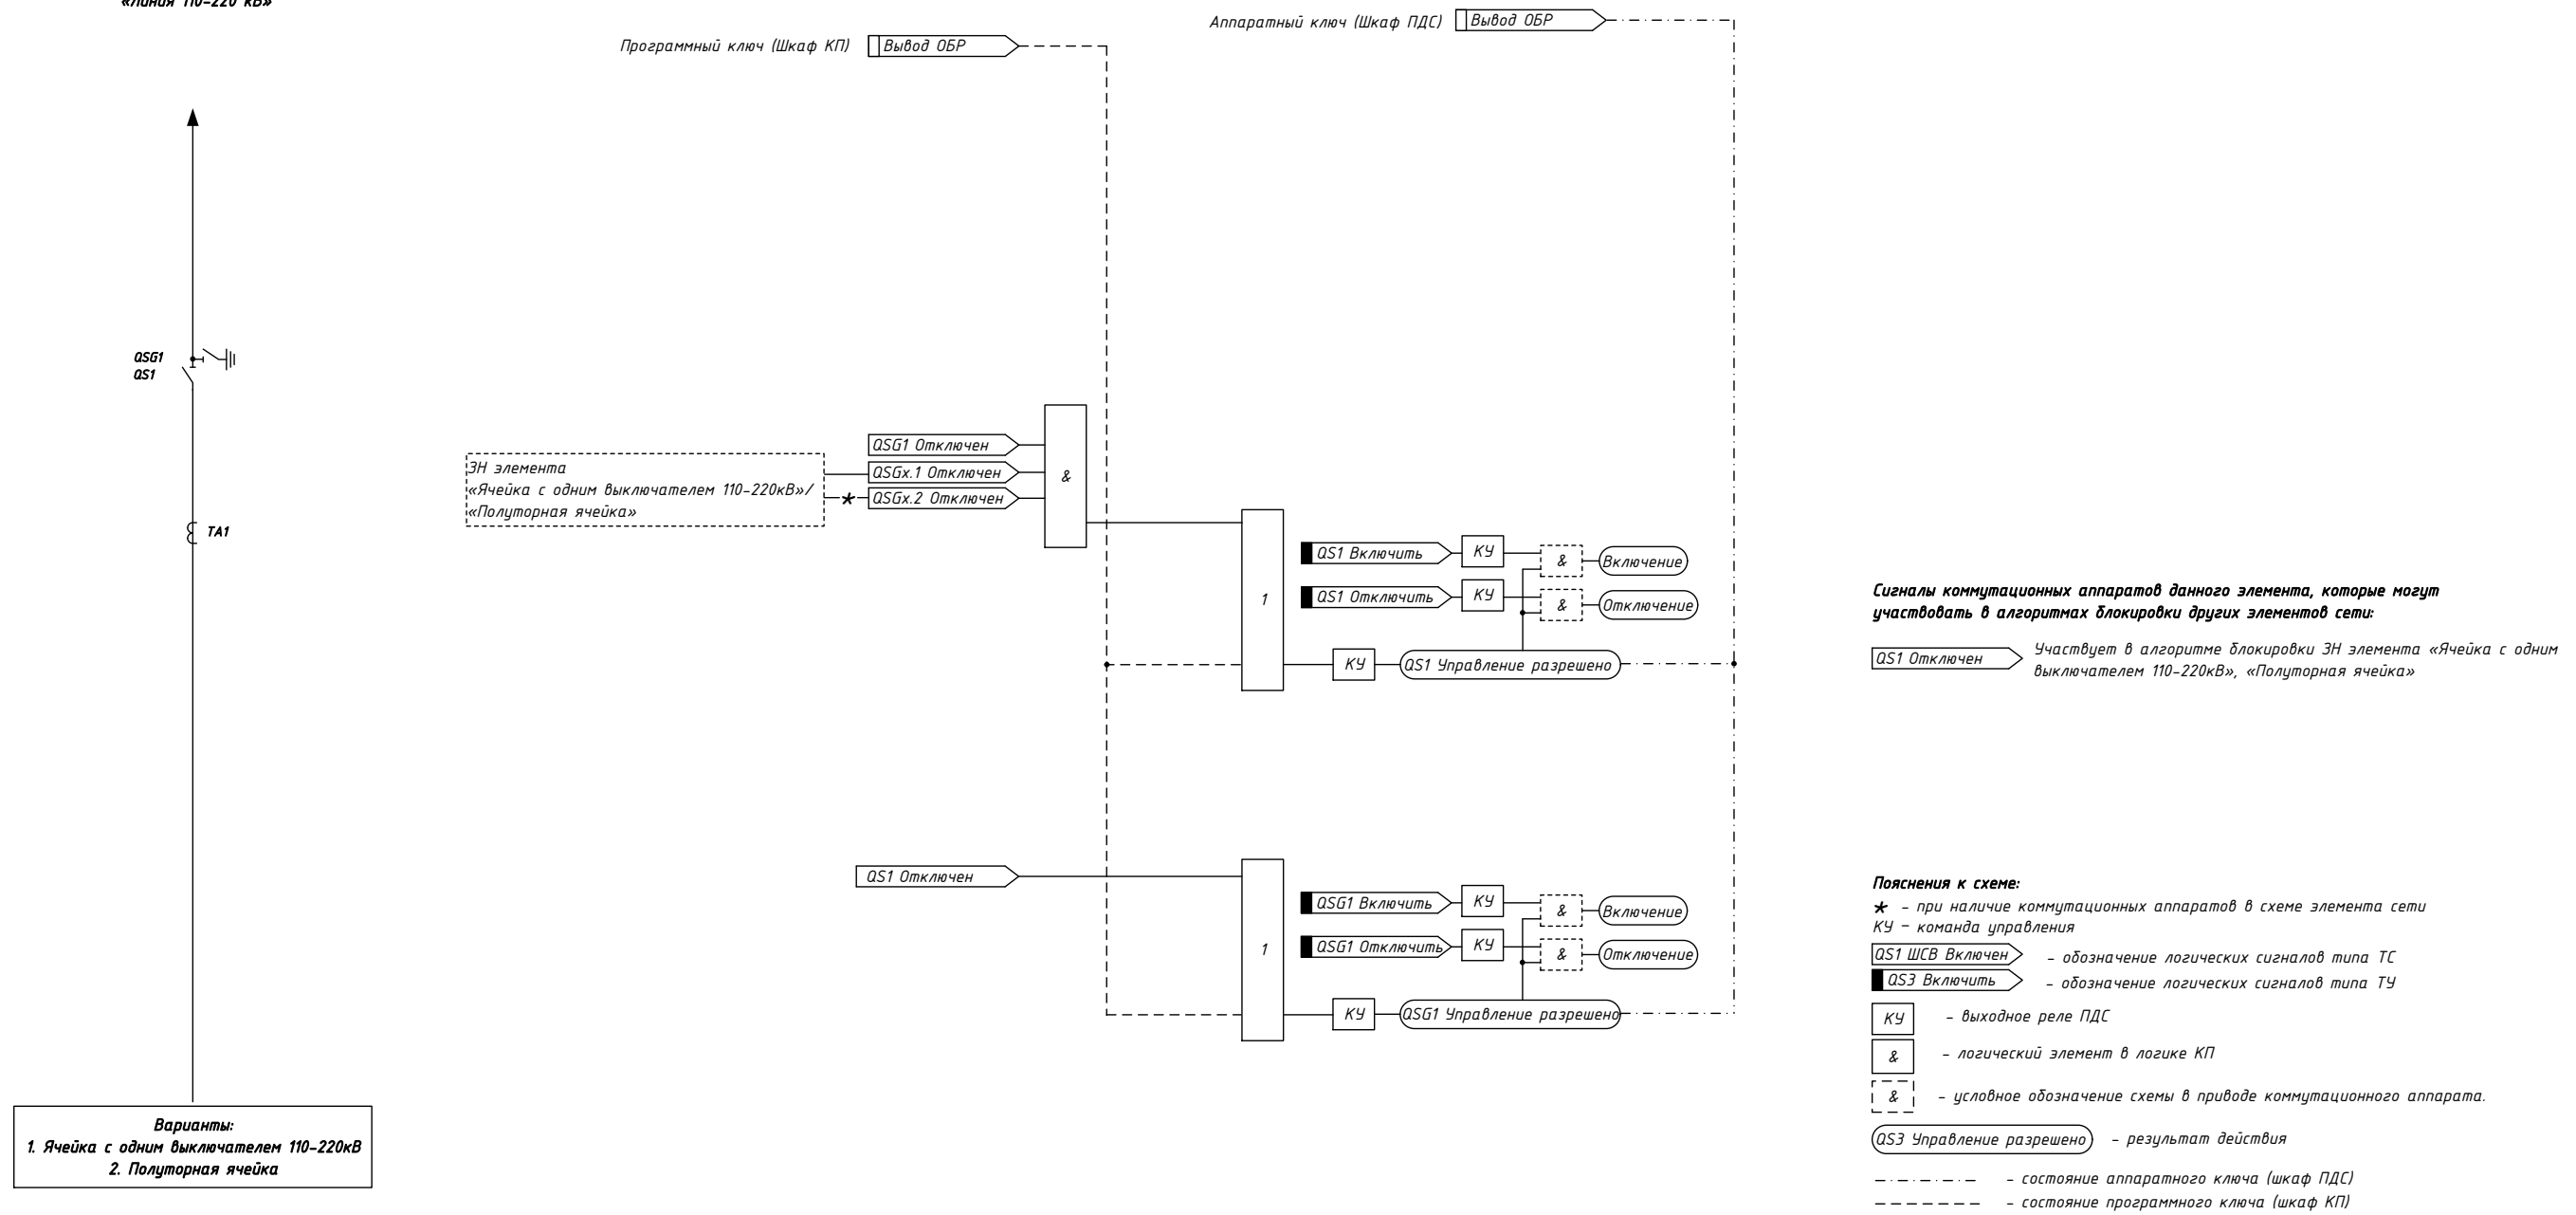 «Линия 110-220 кВ»
Программный ключ (Шкаф КП)
Вывод ОБР
Аппаратный ключ (Шкаф ПДС)
Вывод ОБР
QSG1
QS1
TA1
Варианты:
1. Ячейка с одним выключателем 110-220кВ
2. Полуторная ячейка
ЗН элемента
«Ячейка с одним выключателем 110-220кВ»/
«Полуторная ячейка»
*
QSG1 Отключен
QSGx.1 Отключен
QSGx.2 Отключен
&
1
QS1 Включить
КУ
&
Включение
QS1 Отключить
КУ
&
Отключение
КУ
QS1 Управление разрешено
QS1 Отключен
1
QSG1 Включить
КУ
&
Включение
QSG1 Отключить
КУ
&
Отключение
КУ
QSG1 Управление разрешено
Сигналы коммутационных аппаратов данного элемента, которые могут
участвовать в алгоритмах блокировки других элементов сети:
QS1 Отключен
Участвует в алгоритме блокировки ЗН элемента «Ячейка с одним
выключателем 110-220кВ», «Полуторная ячейка»
Пояснения к схеме:
* - при наличие коммутационных аппаратов в схеме элемента сети
КУ - команда управления
QS1 ШСВ Включен - обозначение логических сигналов типа ТС
QS3 Включить - обозначение логических сигналов типа ТУ
КУ - выходное реле ПДС
& - логический элемент в логике КП
& - условное обозначение схемы в приводе коммутационного аппарата.
QS3 Управление разрешено - результат действия
- состояние аппаратного ключа (шкаф ПДС)
- состояние программного ключа (шкаф КП)